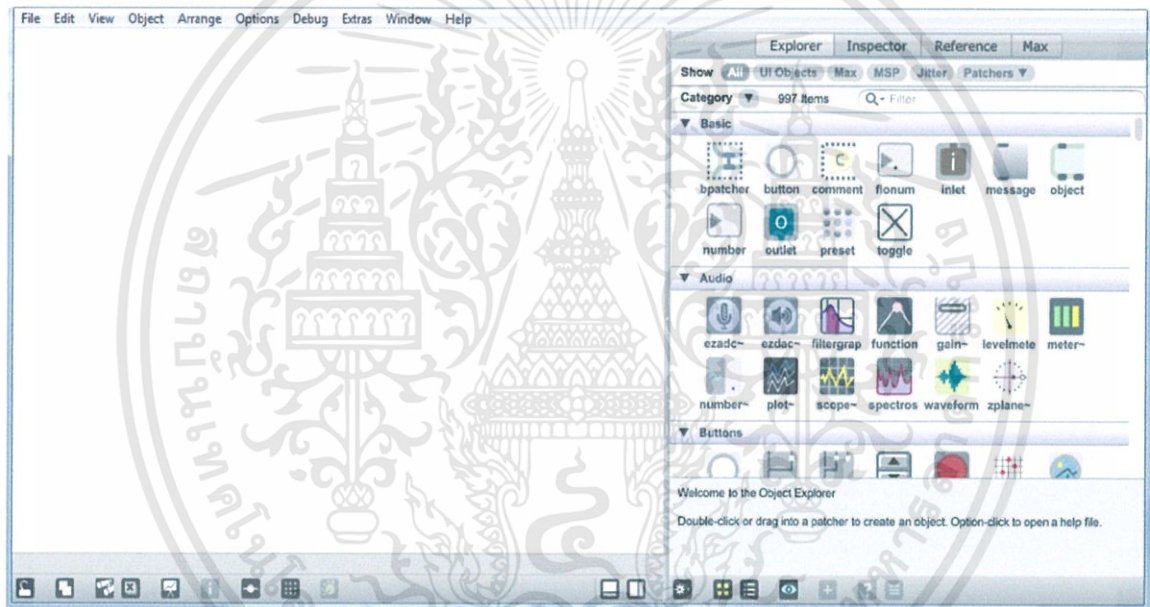 File Edit View Object Arrange Options Debug Extras Window Help
Explorer Inspector Reference Max
Show All UI Objects Max MSP Jitter Patchers ▼
Category ▼ 997 Items Filter
▼ Basic
bpatcher button comment flonum inlet message object
number outlet preset toggle
▼ Audio
ezadc~ ezdac~ filtergrap function gain~ levelmete meter~
number~ plot~ scope~ spectros waveform zplane~
▼ Buttons
Welcome to the Object Explorer
Double-click or drag into a patcher to create an object. Option-click to open a help file.